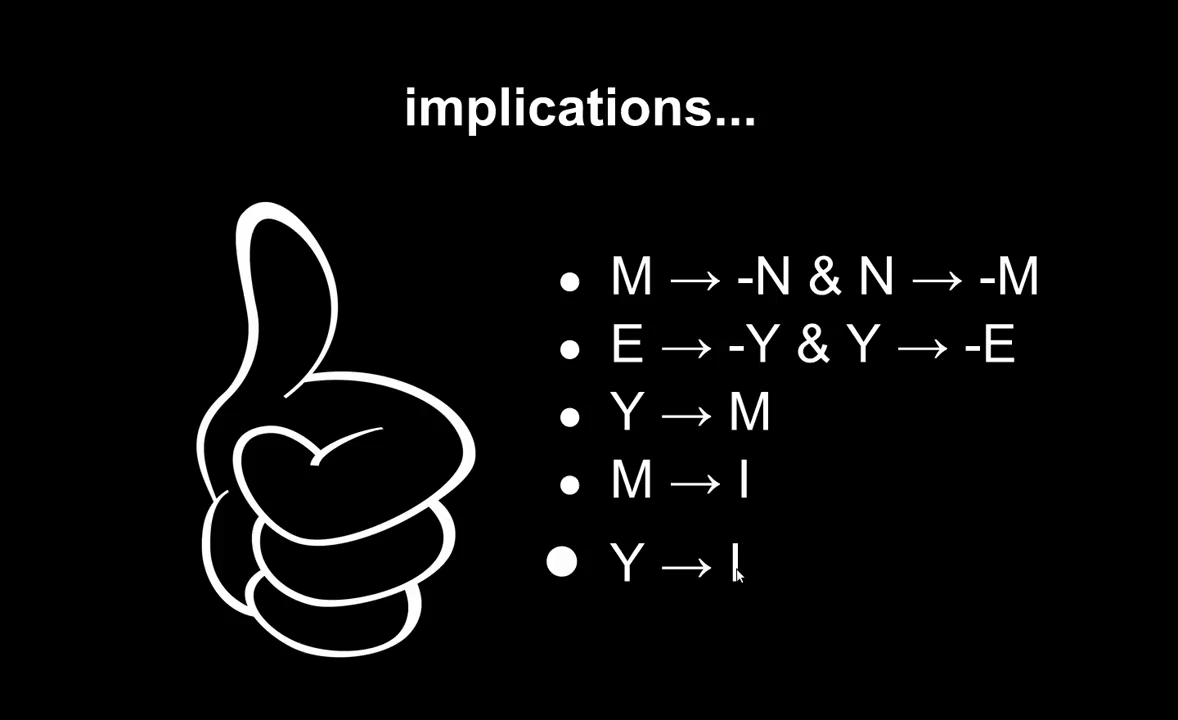 implications...
• M → -N & N → -M
• E → -Y & Y → -E
• Y → M
• M → I
• Y → I